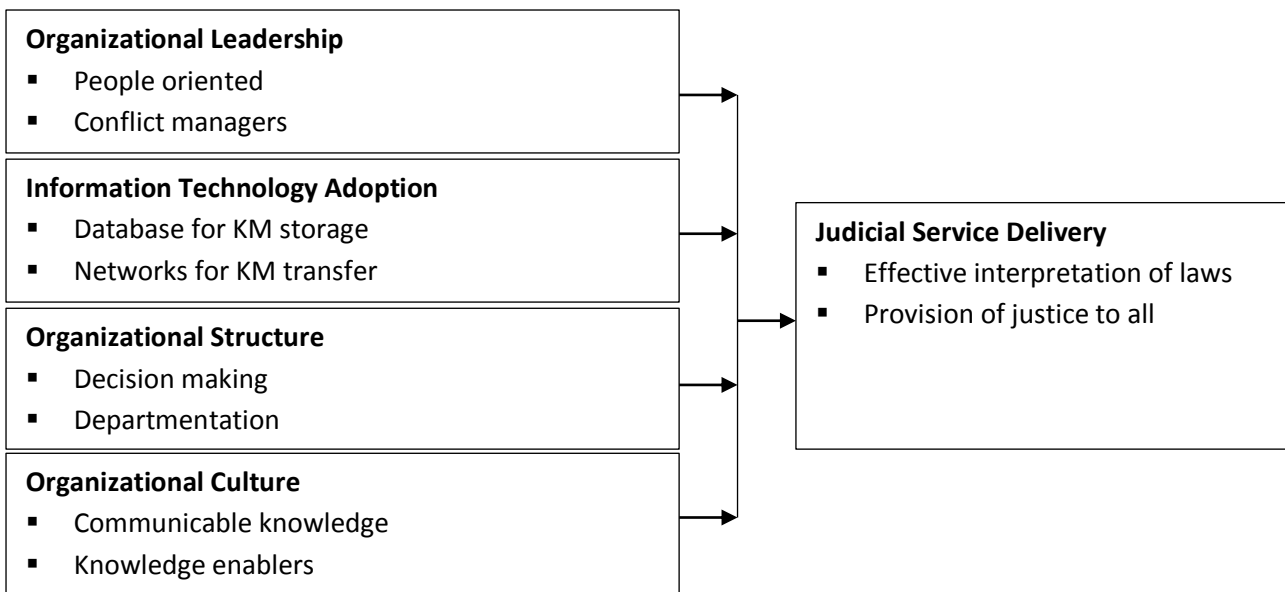 Organizational Leadership
▪ People oriented
▪ Conflict managers
Information Technology Adoption
▪ Database for KM storage
▪ Networks for KM transfer
Organizational Structure
▪ Decision making
▪ Departmentation
Organizational Culture
▪ Communicable knowledge
▪ Knowledge enablers
Judicial Service Delivery
▪ Effective interpretation of laws
▪ Provision of justice to all